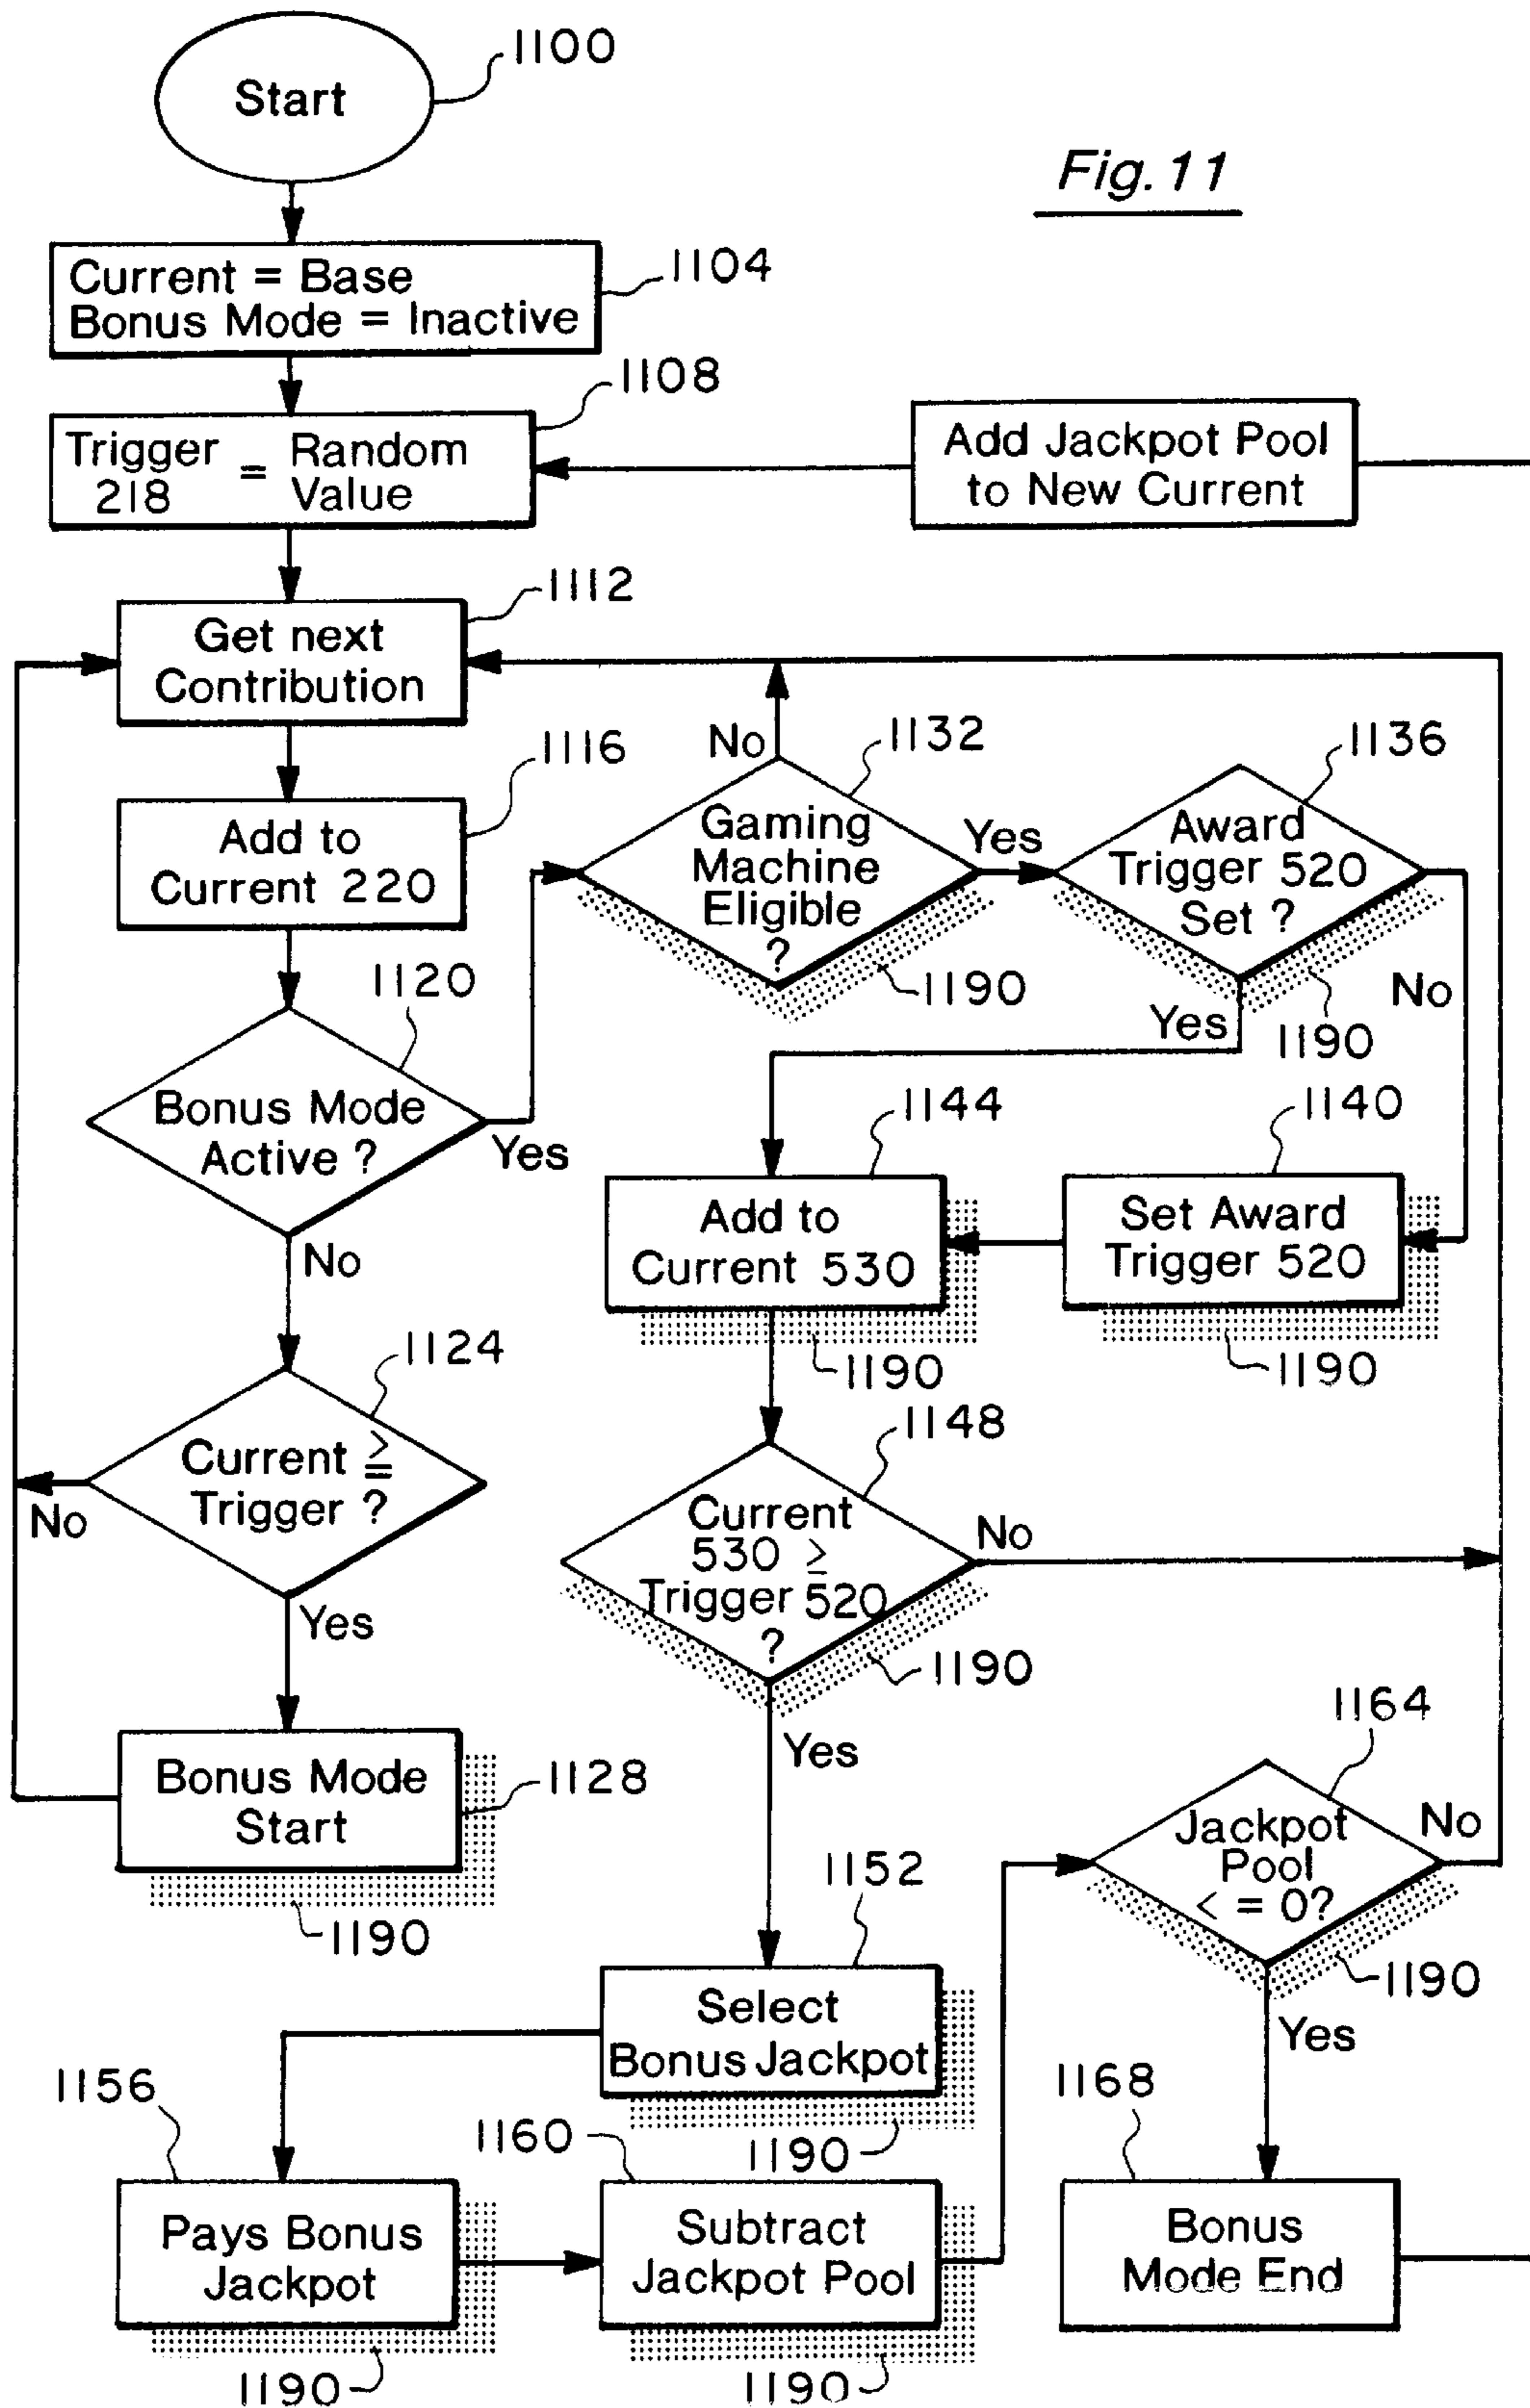 Start
1100
Fig. 11
Current = Base
Bonus Mode = Inactive
1104
Trigger 218 = Random Value
1108
Add Jackpot Pool
to New Current
Get next
Contribution
1112
Add to
Current 220
1116
Bonus Mode
Active ?
1120
Yes
No
Gaming
Machine
Eligible
?
1132
No
Yes
1190
Award
Trigger 520
Set ?
1136
Yes
No
1190
Add to
Current 530
1144
1190
Set Award
Trigger 520
1140
1190
Current ≥
Trigger ?
1124
No
Yes
Current
530 ≥
Trigger 520
?
1148
No
Yes
1190
Bonus Mode
Start
1128
1190
Jackpot
Pool
< = 0?
1164
No
Yes
1190
Select
Bonus Jackpot
1152
1190
Pays Bonus
Jackpot
1156
1190
Subtract
Jackpot Pool
1160
1190
Bonus
Mode End
1168